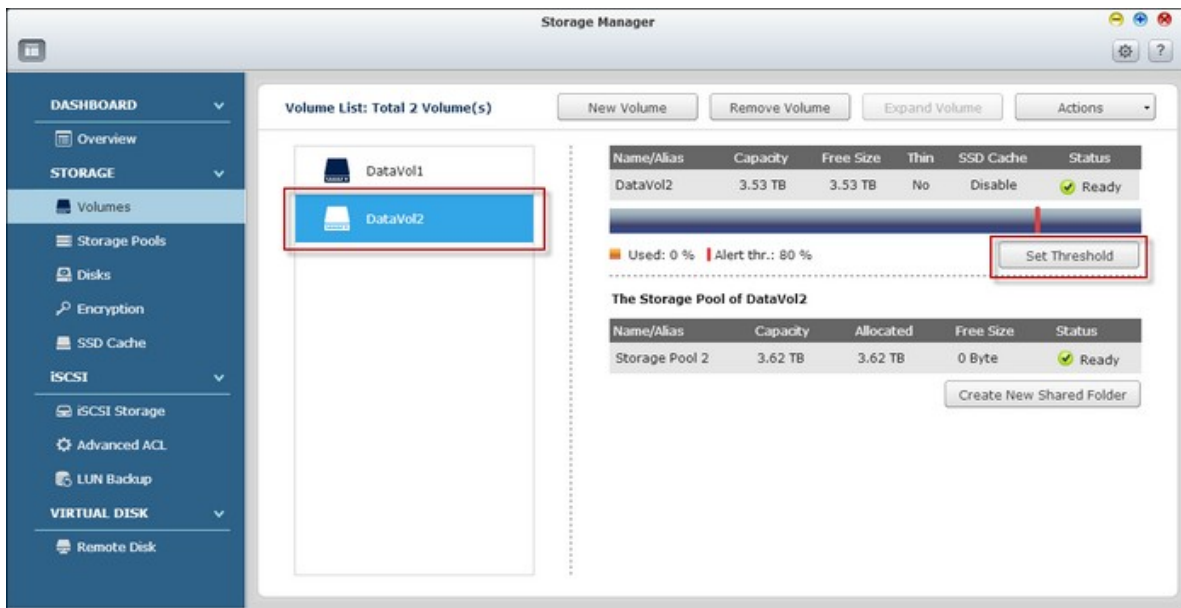 Storage Manager
?
DASHBOARD
Overview
STORAGE
Volumes
Storage Pools
Disks
Encryption
SSD Cache
iSCSI
iSCSI Storage
Advanced ACL
LUN Backup
VIRTUAL DISK
Remote Disk
Volume List: Total 2 Volume(s)
New Volume Remove Volume Expand Volume Actions
DataVol1
DataVol2
Name/Alias Capacity Free Size Thin SSD Cache Status
DataVol2 3.53 TB 3.53 TB No Disable Ready
Used: 0 % Alert thr.: 80 % Set Threshold
The Storage Pool of DataVol2
Name/Alias Capacity Allocated Free Size Status
Storage Pool 2 3.62 TB 3.62 TB 0 Byte Ready
Create New Shared Folder